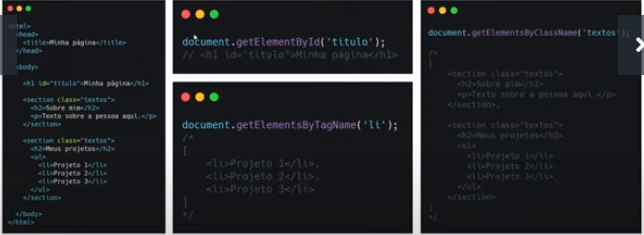 <html>
<head>
<title>Minha página</title>
</head>
<body>
<h1 id="titulo">Minha página</h1>
<section class="textos">
<h2>Sobre mim</h2>
<p>Texto sobre a pessoa aqui.</p>
</section>
<section class="textos">
<h2>Meus projetos</h2>
<ul>
<li>Projeto 1</li>
<li>Projeto 2</li>
<li>Projeto 3</li>
</ul>
</section>
</body>
</html>
document.getElementById('titulo');
// <h1 id="titulo">Minha página</h1>
document.getElementsByTagName('li');
/*
[
<li>Projeto 1</li>,
<li>Projeto 2</li>,
<li>Projeto 3</li>
]
*/
document.getElementsByClassName('textos');
/*
[
<section class="textos">
<h2>Sobre mim</h2>
<p>Texto sobre a pessoa aqui.</p>
</section>,
<section class="textos">
<h2>Meus projetos</h2>
<ul>
<li>Projeto 1</li>
<li>Projeto 2</li>
<li>Projeto 3</li>
</ul>
</section>
]
*/